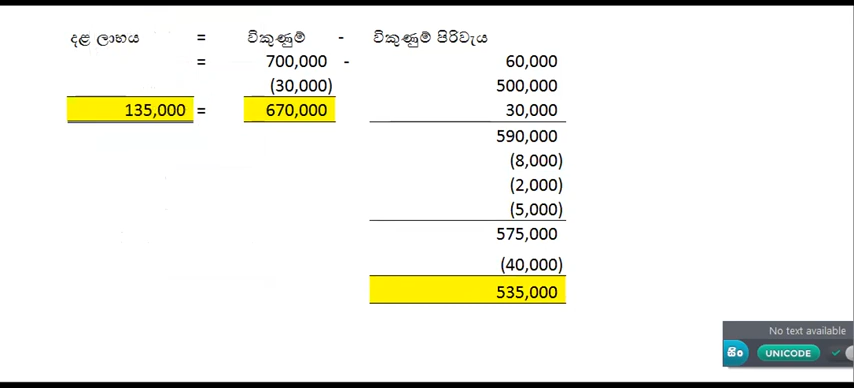 දළ ලාභය = විකුණුම් - විකුණුම් පිරිවැය
= 700,000 - 60,000
(30,000) 500,000
135,000 = 670,000 30,000
590,000
(8,000)
(2,000)
(5,000)
575,000
(40,000)
535,000
No text available
සිං UNICODE